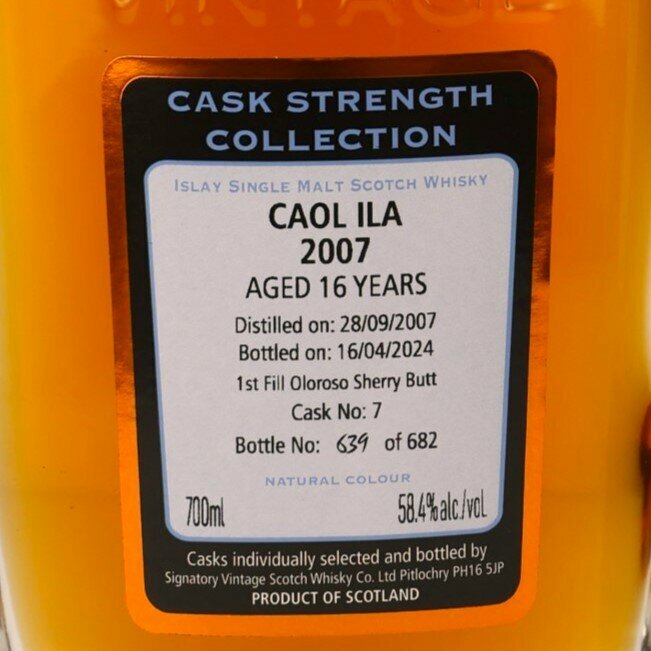 VINTAGE
CASK STRENGTH
COLLECTION
ISLAY SINGLE MALT SCOTCH WHISKY
CAOL ILA
2007
AGED 16 YEARS
Distilled on: 28/09/2007
Bottled on: 16/04/2024
1st Fill Oloroso Sherry Butt
Cask No: 7
Bottle No: 639 of 682
NATURAL COLOUR
700ml 58.4%alc./vol.
Casks individually selected and bottled by
Signatory Vintage Scotch Whisky Co. Ltd Pitlochry PH16 5JP
PRODUCT OF SCOTLAND